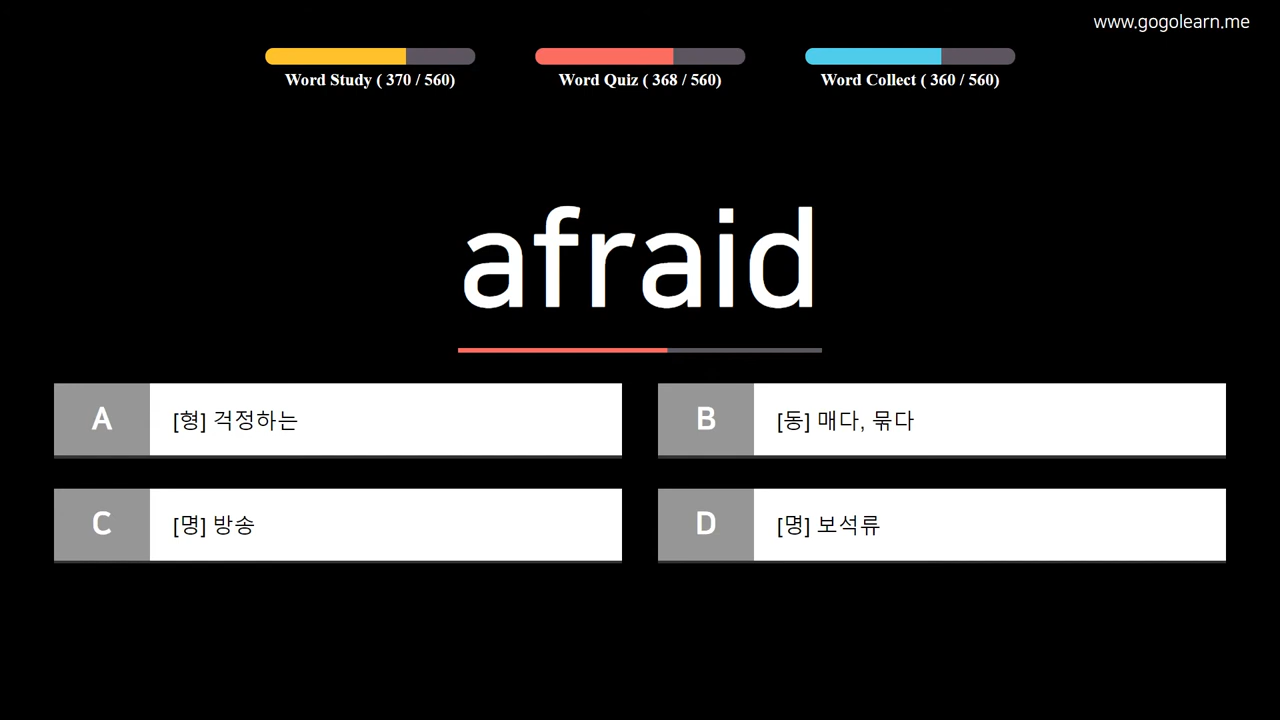 www.gogolearn.me
Word Study ( 370 / 560)
Word Quiz ( 368 / 560)
Word Collect ( 360 / 560)
afraid
A
[형] 걱정하는
B
[동] 매다, 묶다
C
[명] 방송
D
[명] 보석류